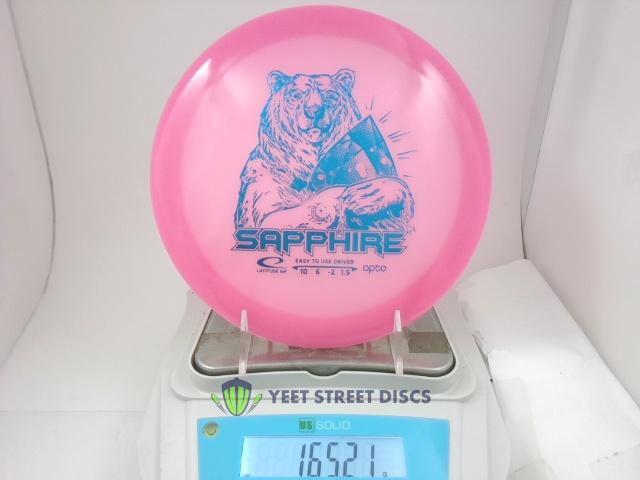 SAPPHIRE
EASY TO USE DRIVER
LATITUDE 64° 10 6 -2 1.5 opto
YEET STREET DISCS
US SOLID
165.21 g